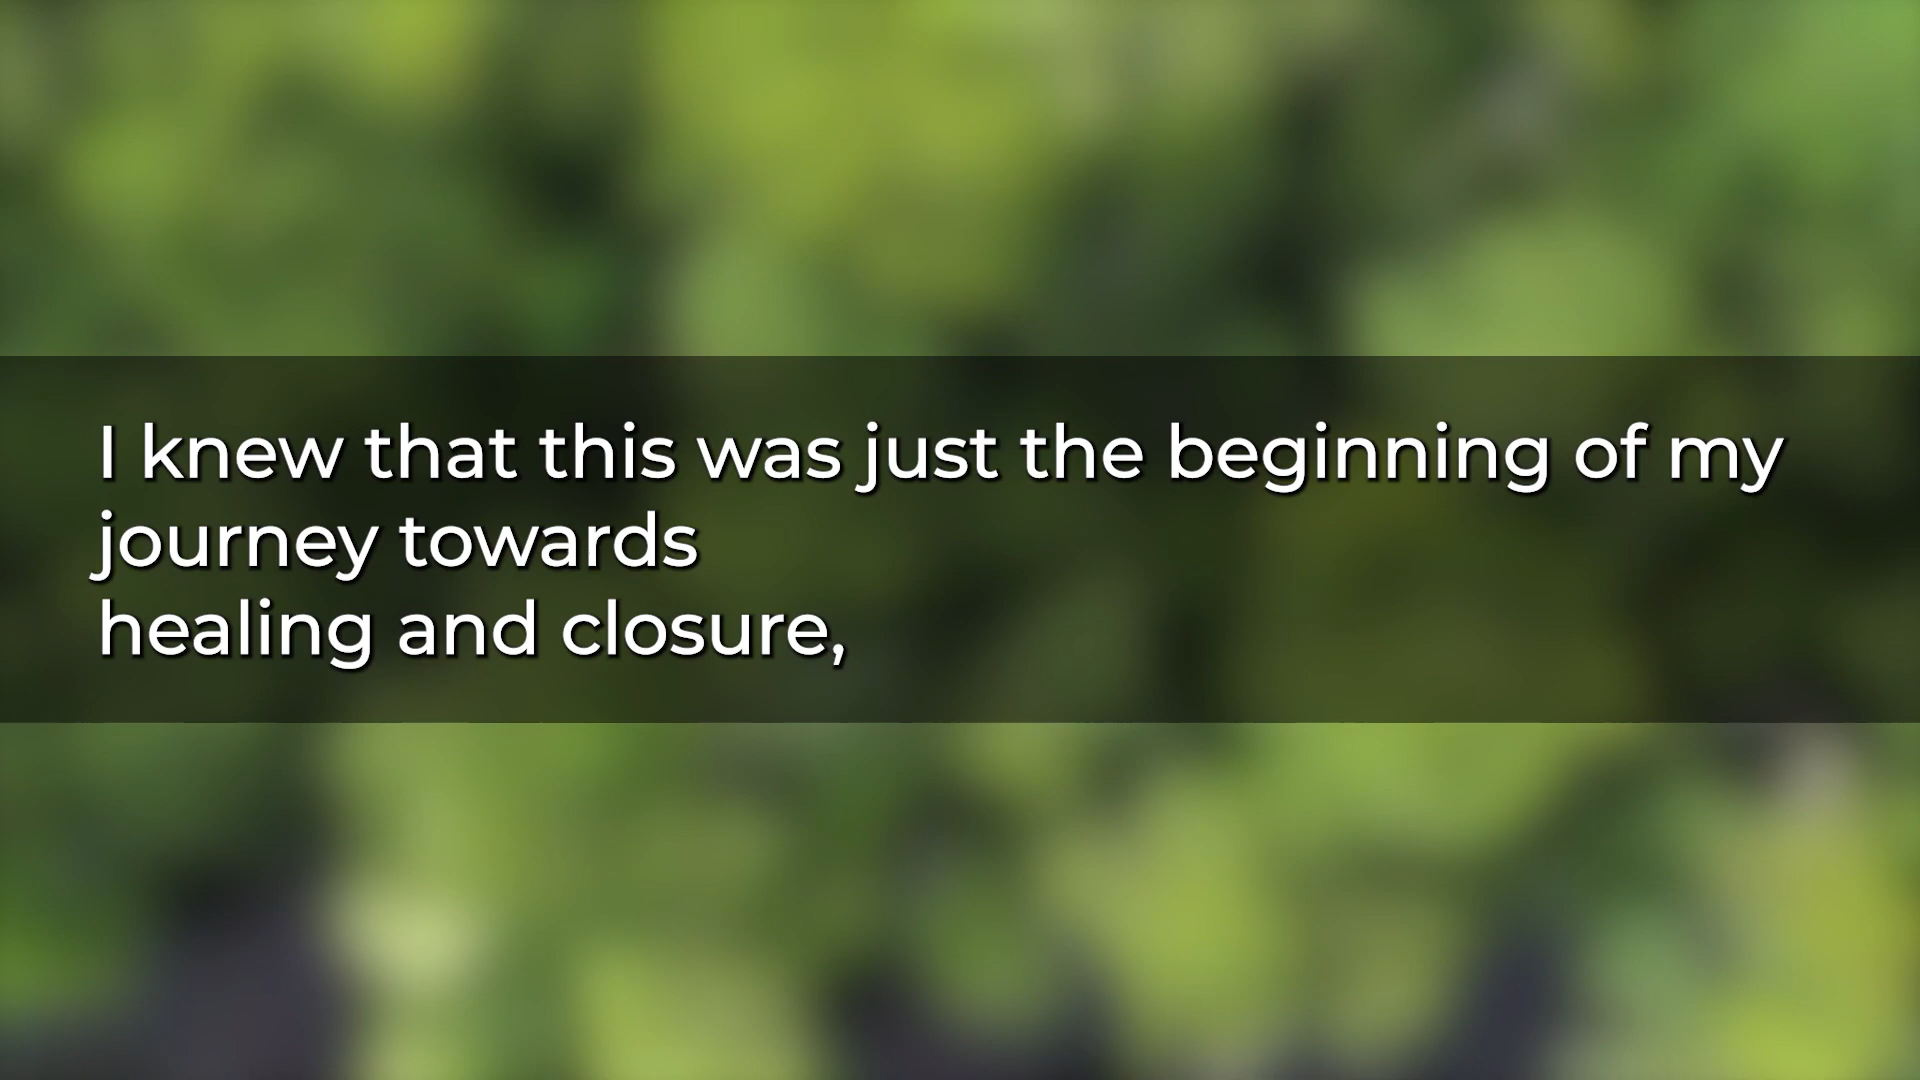 I knew that this was just the beginning of my
journey towards
healing and closure,